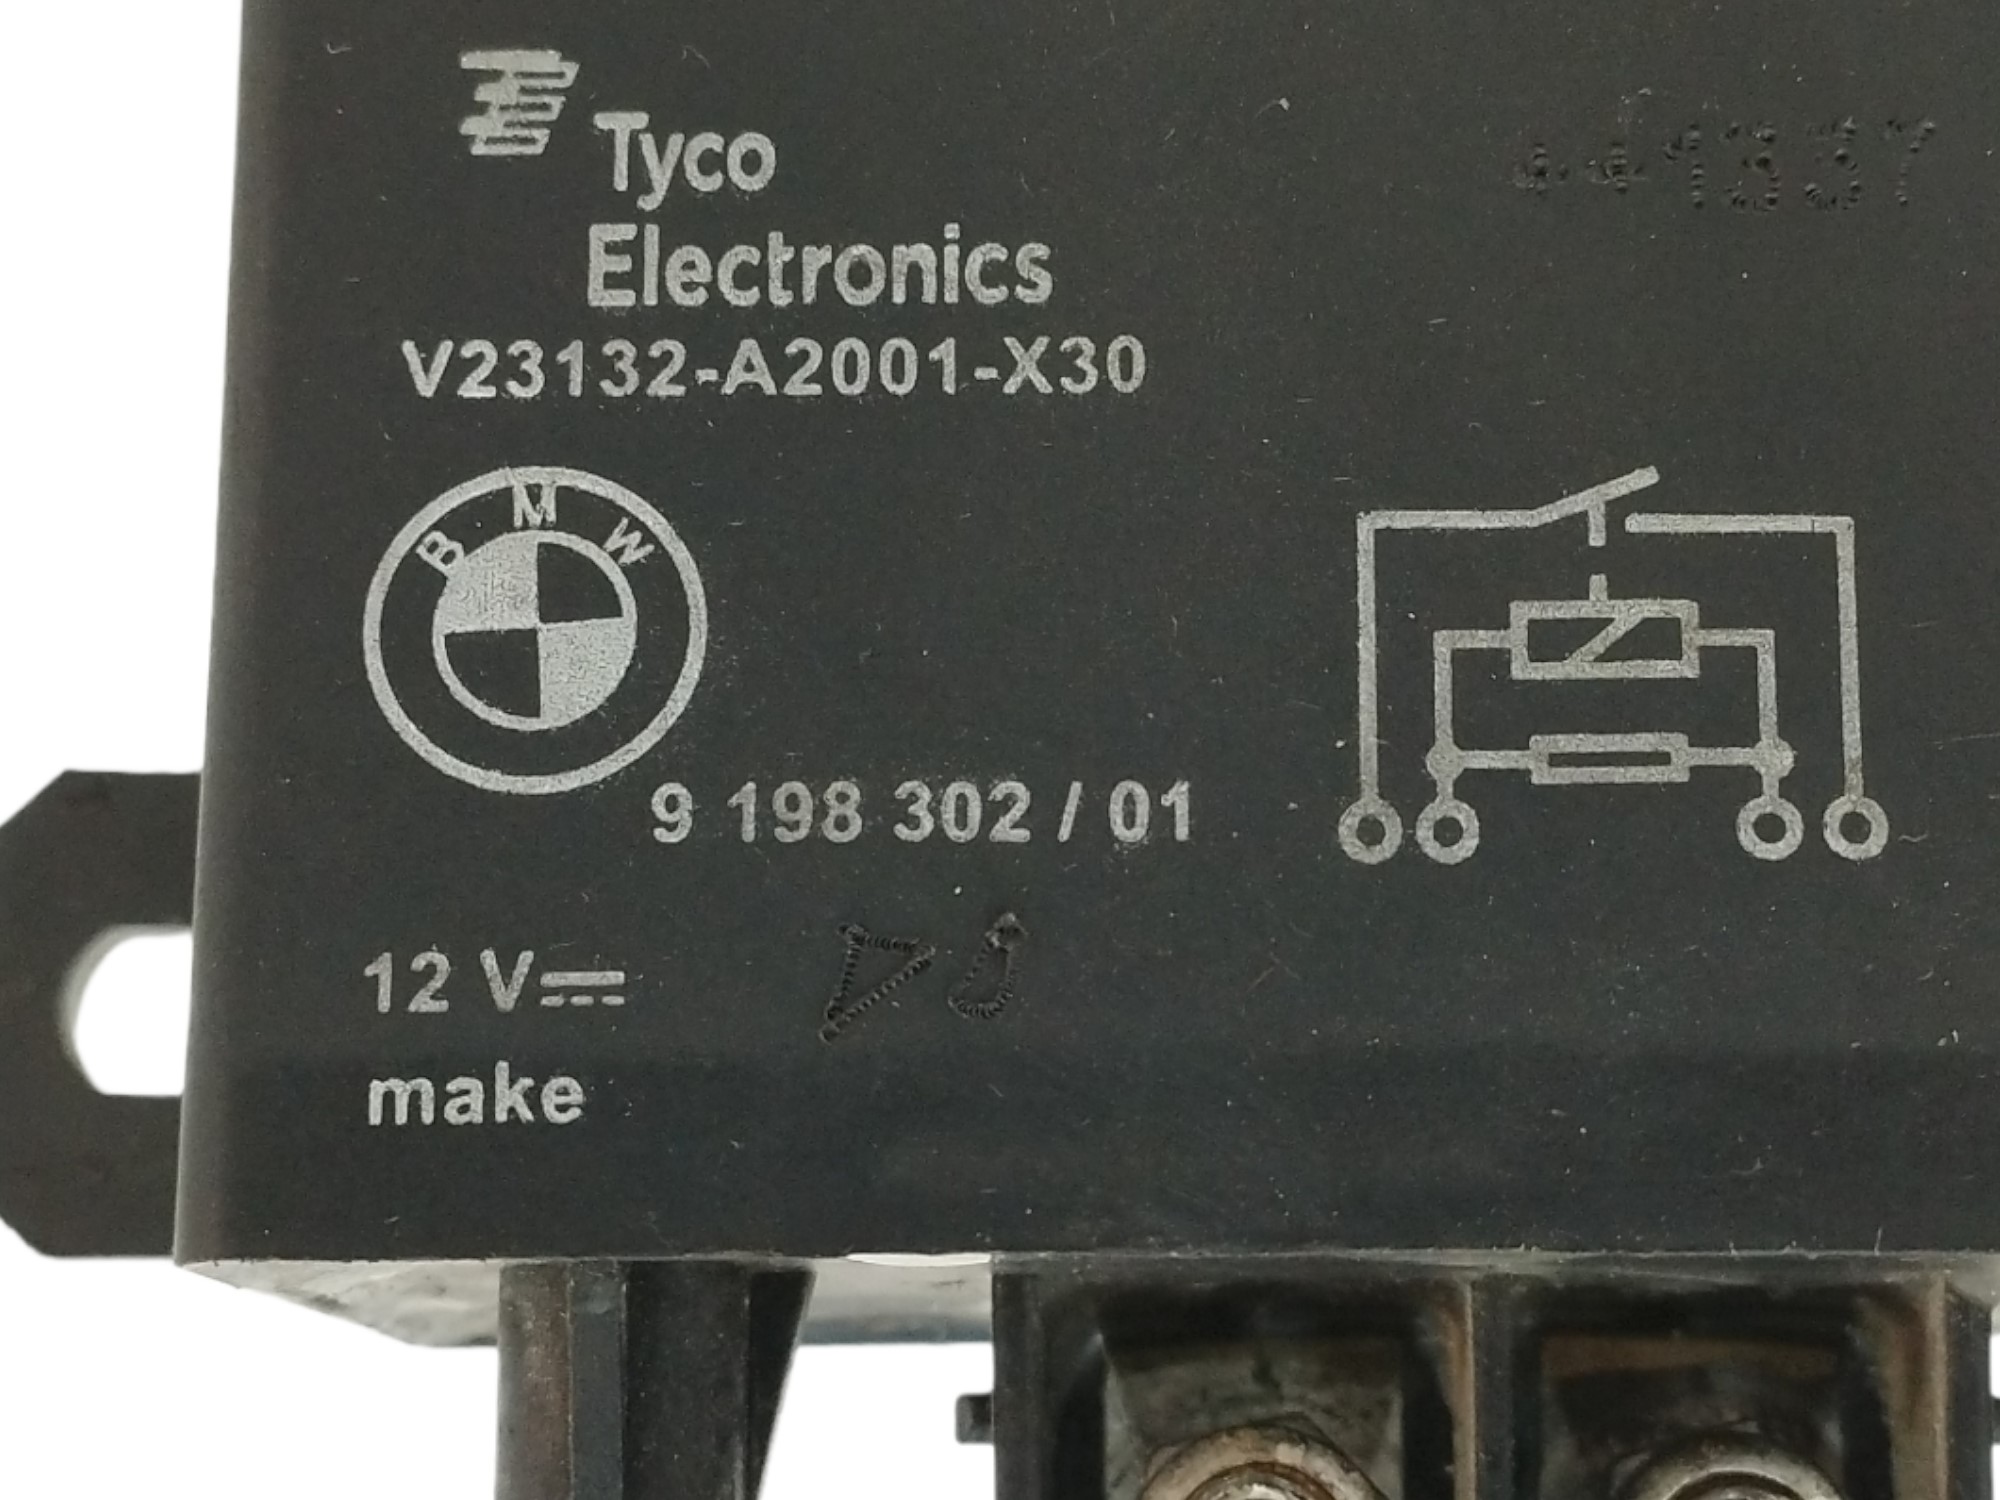 Tyco
Electronics
V23132-A2001-X30
BMW
9 198 302 / 01
12 V
make